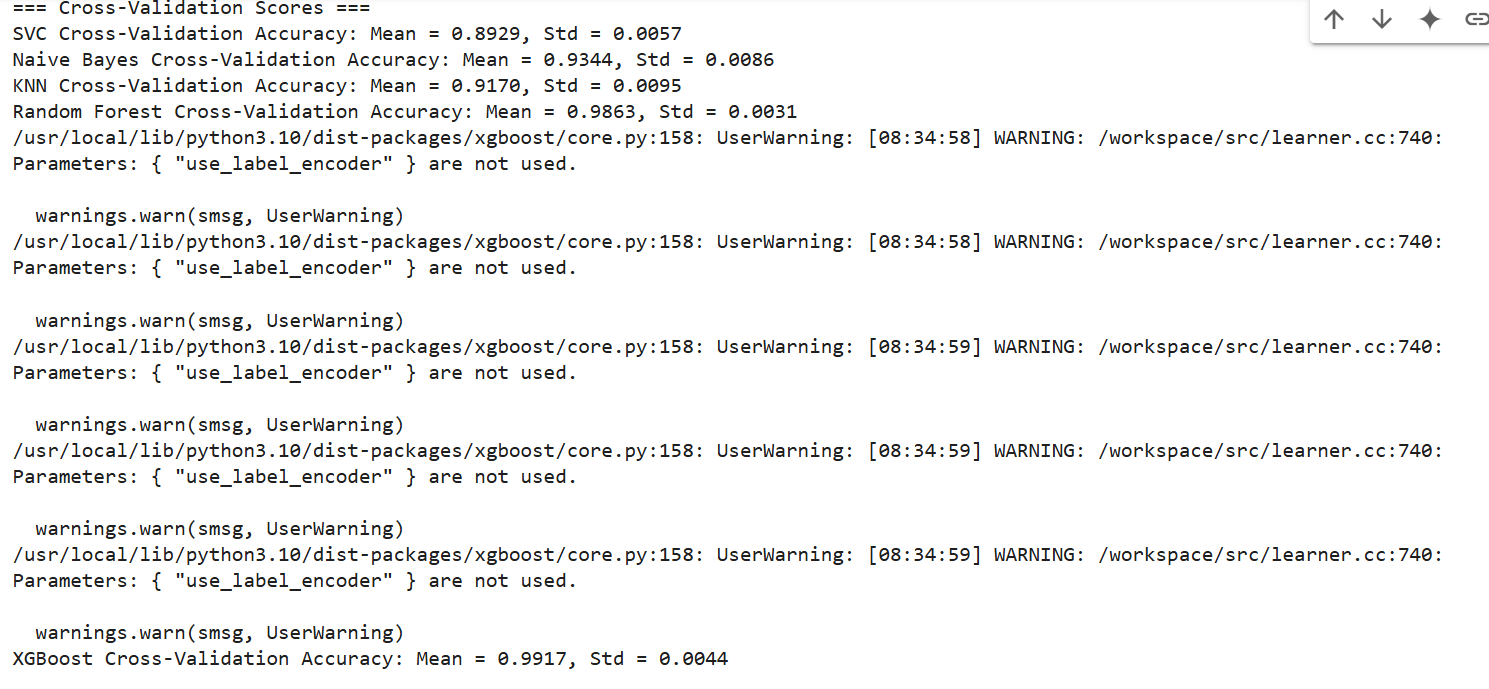 === Cross-Validation Scores ===
SVC Cross-Validation Accuracy: Mean = 0.8929, Std = 0.0057
Naive Bayes Cross-Validation Accuracy: Mean = 0.9344, Std = 0.0086
KNN Cross-Validation Accuracy: Mean = 0.9170, Std = 0.0095
Random Forest Cross-Validation Accuracy: Mean = 0.9863, Std = 0.0031
/usr/local/lib/python3.10/dist-packages/xgboost/core.py:158: UserWarning: [08:34:58] WARNING: /workspace/src/learner.cc:740:
Parameters: { "use_label_encoder" } are not used.

  warnings.warn(smsg, UserWarning)
/usr/local/lib/python3.10/dist-packages/xgboost/core.py:158: UserWarning: [08:34:58] WARNING: /workspace/src/learner.cc:740:
Parameters: { "use_label_encoder" } are not used.

  warnings.warn(smsg, UserWarning)
/usr/local/lib/python3.10/dist-packages/xgboost/core.py:158: UserWarning: [08:34:59] WARNING: /workspace/src/learner.cc:740:
Parameters: { "use_label_encoder" } are not used.

  warnings.warn(smsg, UserWarning)
/usr/local/lib/python3.10/dist-packages/xgboost/core.py:158: UserWarning: [08:34:59] WARNING: /workspace/src/learner.cc:740:
Parameters: { "use_label_encoder" } are not used.

  warnings.warn(smsg, UserWarning)
/usr/local/lib/python3.10/dist-packages/xgboost/core.py:158: UserWarning: [08:34:59] WARNING: /workspace/src/learner.cc:740:
Parameters: { "use_label_encoder" } are not used.

  warnings.warn(smsg, UserWarning)
XGBoost Cross-Validation Accuracy: Mean = 0.9917, Std = 0.0044